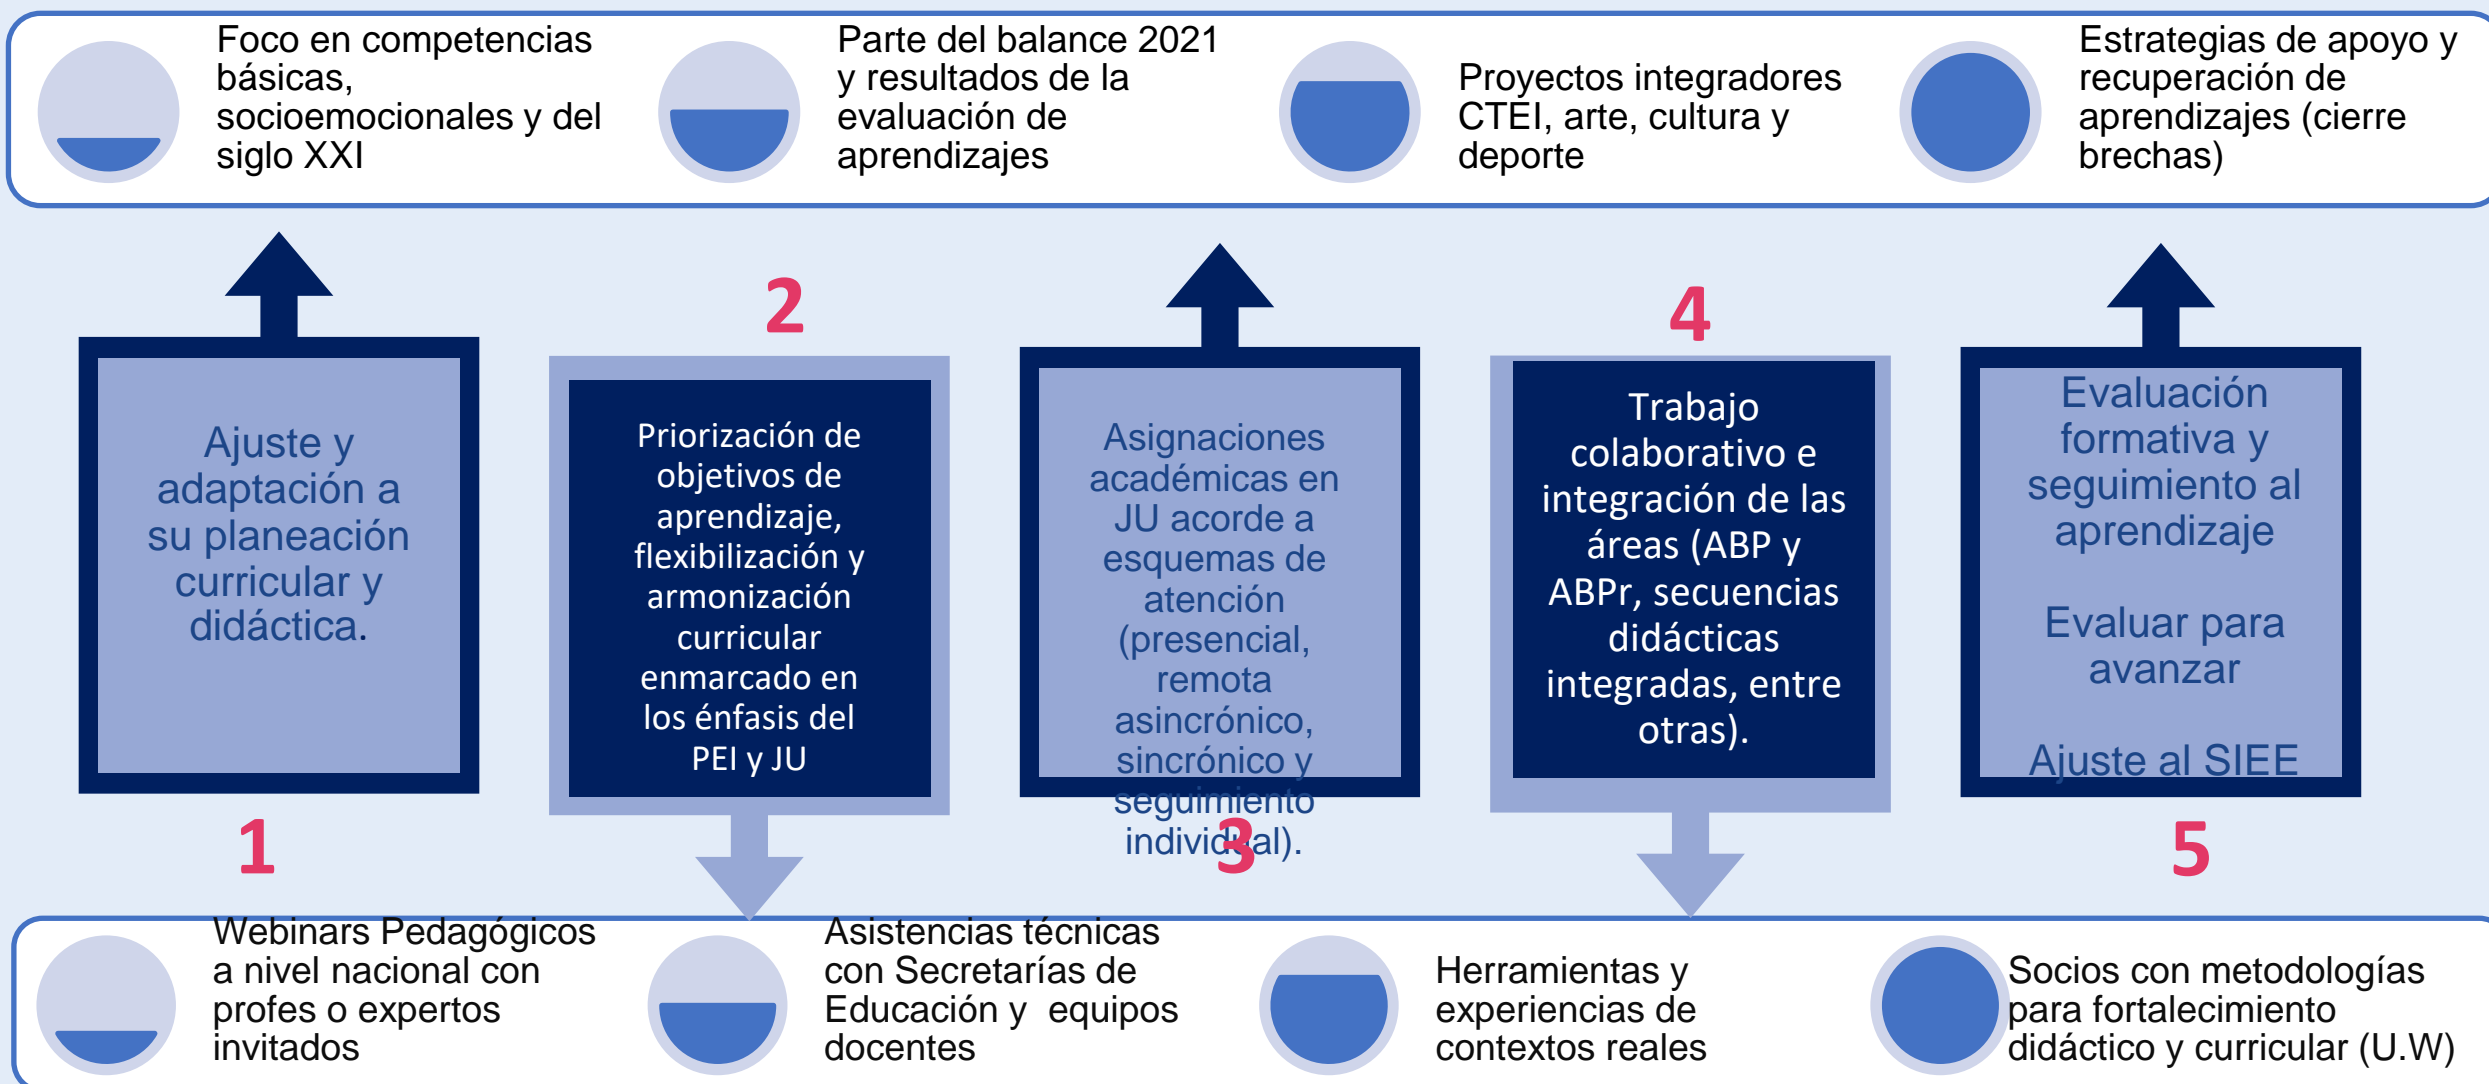 Foco en competencias
básicas,
socioemocionales y del
siglo XXI
Parte del balance 2021
y resultados de la
evaluación de
aprendizajes
Proyectos integradores
CTEI, arte, cultura y
deporte
Estrategias de apoyo y
recuperación de
aprendizajes (cierre
brechas)
Ajuste y
adaptación a
su planeación
curricular y
didáctica.
1
2
Priorización de
objetivos de
aprendizaje,
flexibilización y
armonización
curricular
enmarcado en
los énfasis del
PEI y JU
Asignaciones
académicas en
JU acorde a
esquemas de
atención
(presencial,
remota
asincrónico,
sincrónico y
seguimiento
individual).
3
4
Trabajo
colaborativo e
integración de las
áreas (ABP y
ABPr, secuencias
didácticas
integradas, entre
otras).
Evaluación
formativa y
seguimiento al
aprendizaje
Evaluar para
avanzar
Ajuste al SIEE
5
Webinars Pedagógicos
a nivel nacional con
profes o expertos
invitados
Asistencias técnicas
con Secretarías de
Educación y  equipos
docentes
Herramientas y
experiencias de
contextos reales
Socios con metodologías
para fortalecimiento
didáctico y curricular (U.W)